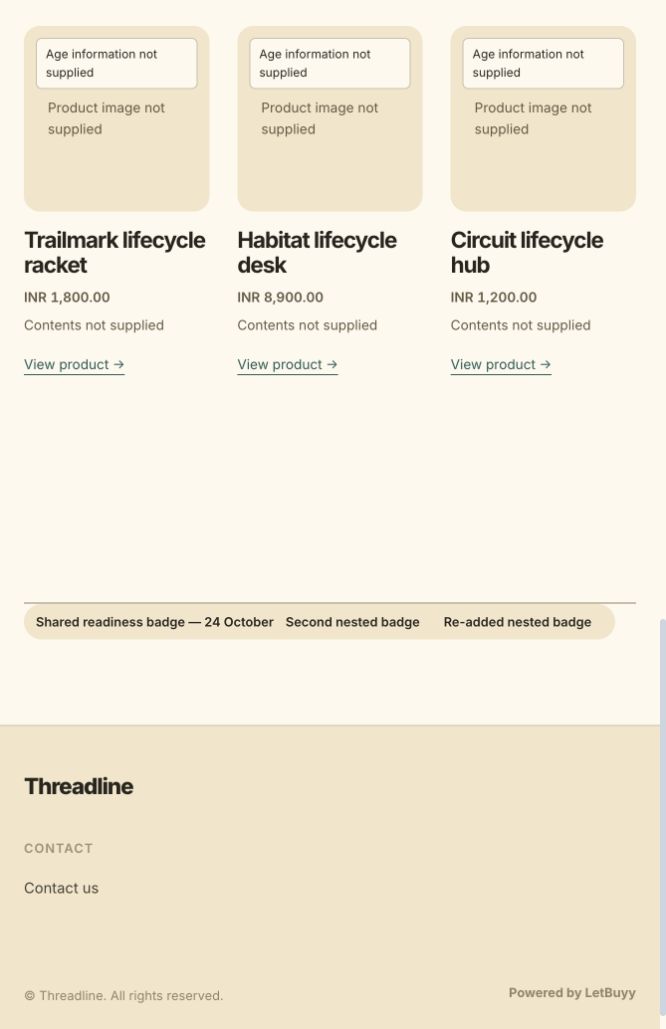 Age information not
supplied
Product image not
supplied
Trailmark lifecycle
racket
INR 1,800.00
Contents not supplied
View product →
Age information not
supplied
Product image not
supplied
Habitat lifecycle
desk
INR 8,900.00
Contents not supplied
View product →
Age information not
supplied
Product image not
supplied
Circuit lifecycle
hub
INR 1,200.00
Contents not supplied
View product →
Shared readiness badge — 24 October Second nested badge Re-added nested badge
Threadline
CONTACT
Contact us
© Threadline. All rights reserved.
Powered by LetBuyy